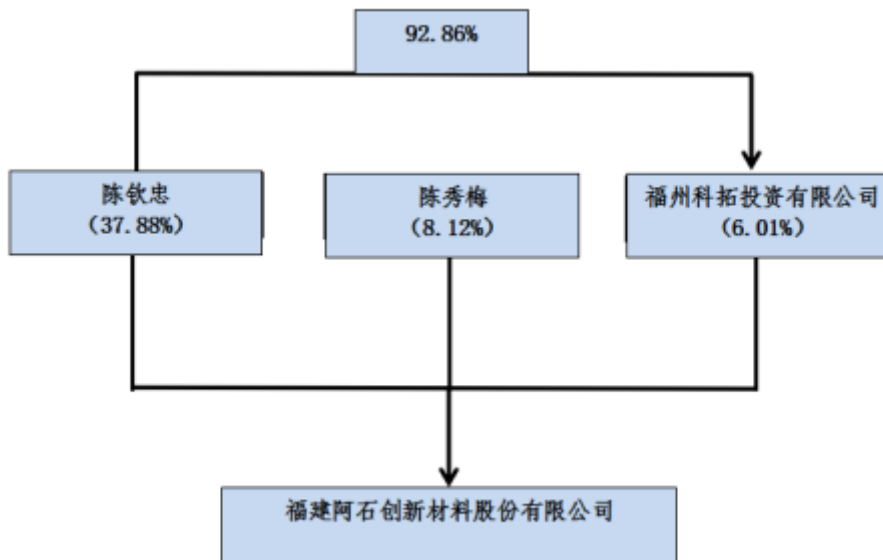 92.86%
陈钦忠
(37.88%)
陈秀梅
(8.12%)
福州科拓投资有限公司
(6.01%)
福建阿石创新材料股份有限公司